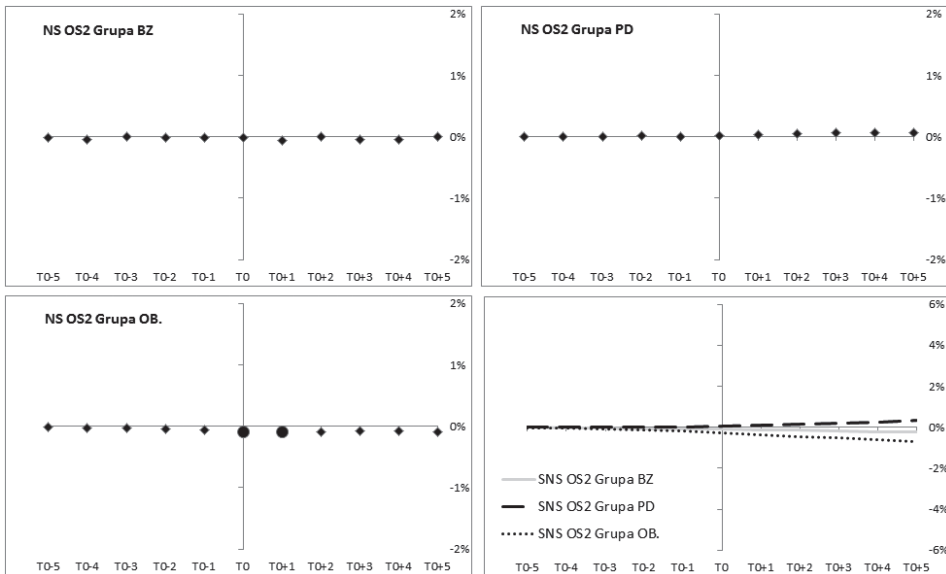 NS OS2 Grupa BZ
2%
1%
0%
-1%
-2%
T0-5 T0-4 T0-3 T0-2 T0-1 T0 T0+1 T0+2 T0+3 T0+4 T0+5
NS OS2 Grupa PD
2%
1%
0%
-1%
-2%
T0-5 T0-4 T0-3 T0-2 T0-1 T0 T0+1 T0+2 T0+3 T0+4 T0+5
NS OS2 Grupa OB.
2%
1%
0%
-1%
-2%
T0-5 T0-4 T0-3 T0-2 T0-1 T0 T0+1 T0+2 T0+3 T0+4 T0+5
6%
4%
2%
0%
-2%
-4%
-6%
SNS OS2 Grupa BZ
SNS OS2 Grupa PD
SNS OS2 Grupa OB.
T0-5 T0-4 T0-3 T0-2 T0-1 T0 T0+1 T0+2 T0+3 T0+4 T0+5